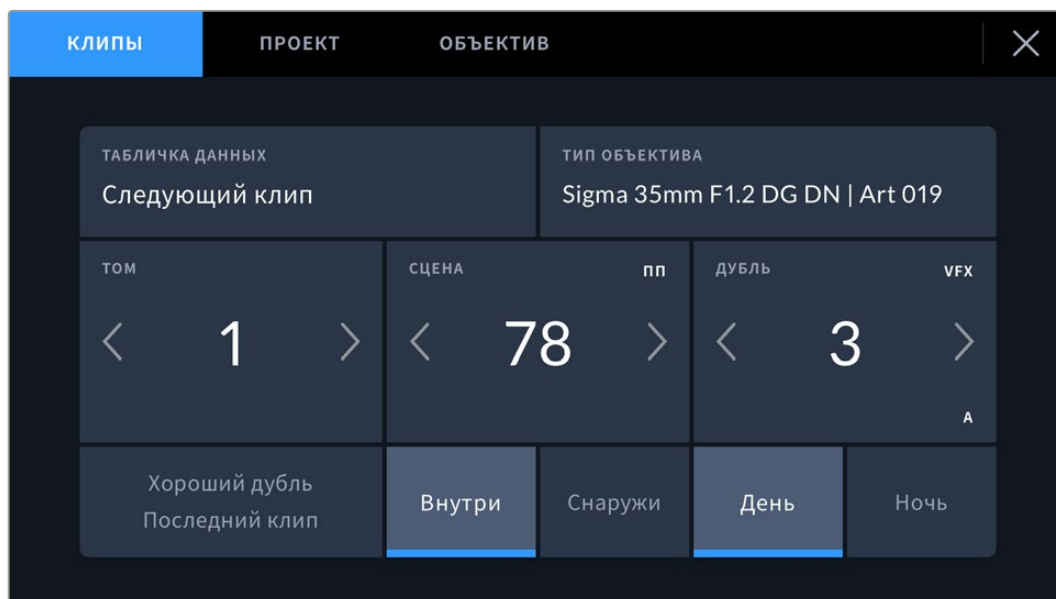 КЛИПЫ ПРОЕКТ ОБЪЕКТИВ
ТАБЛИЧКА ДАННЫХ
Следующий клип
ТИП ОБЪЕКТИВА
Sigma 35mm F1.2 DG DN | Art 019
ТОМ
1
СЦЕНА ПП
78
ДУБЛЬ VFX
3
A
Хороший дубль
Последний клип
Внутри
Снаружи
День
Ночь